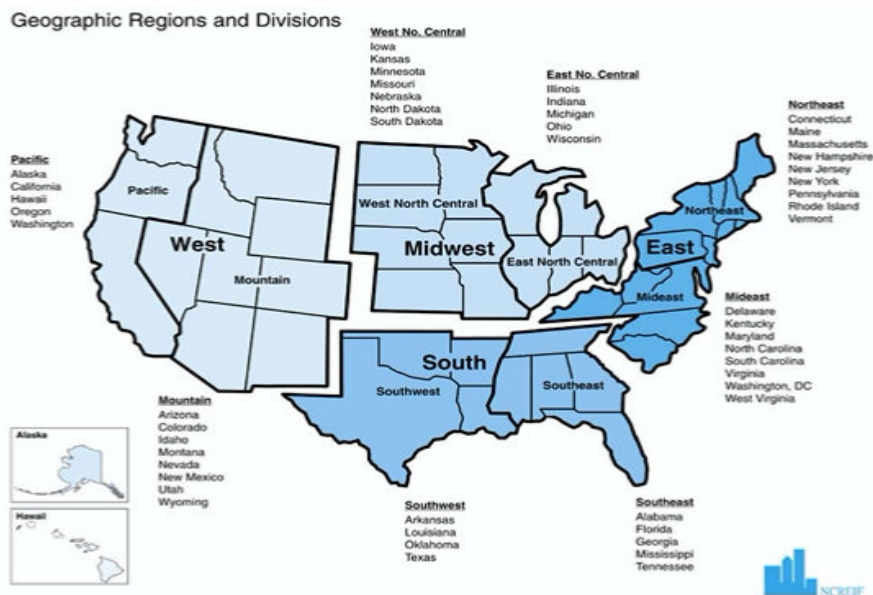 Geographic Regions and Divisions
West No. Central
Iowa
Kansas
Minnesota
Missouri
Nebraska
North Dakota
South Dakota
East No. Central
Illinois
Indiana
Michigan
Ohio
Wisconsin
Northeast
Connecticut
Maine
Massachusetts
New Hampshire
New Jersey
New York
Pennsylvania
Rhode Island
Vermont
Pacific
Alaska
California
Hawaii
Oregon
Washington
Pacific
West
Mountain
West North Central
Midwest
East North Central
Northeast
East
Mideast
Mideast
Delaware
Kentucky
Maryland
North Carolina
South Carolina
Virginia
Washington, DC
West Virginia
South
Southwest
Southeast
Mountain
Arizona
Colorado
Idaho
Montana
Nevada
New Mexico
Utah
Wyoming
Alaska
Hawaii
Southwest
Arkansas
Louisiana
Oklahoma
Texas
Southeast
Alabama
Florida
Georgia
Mississippi
Tennessee
NCREIF